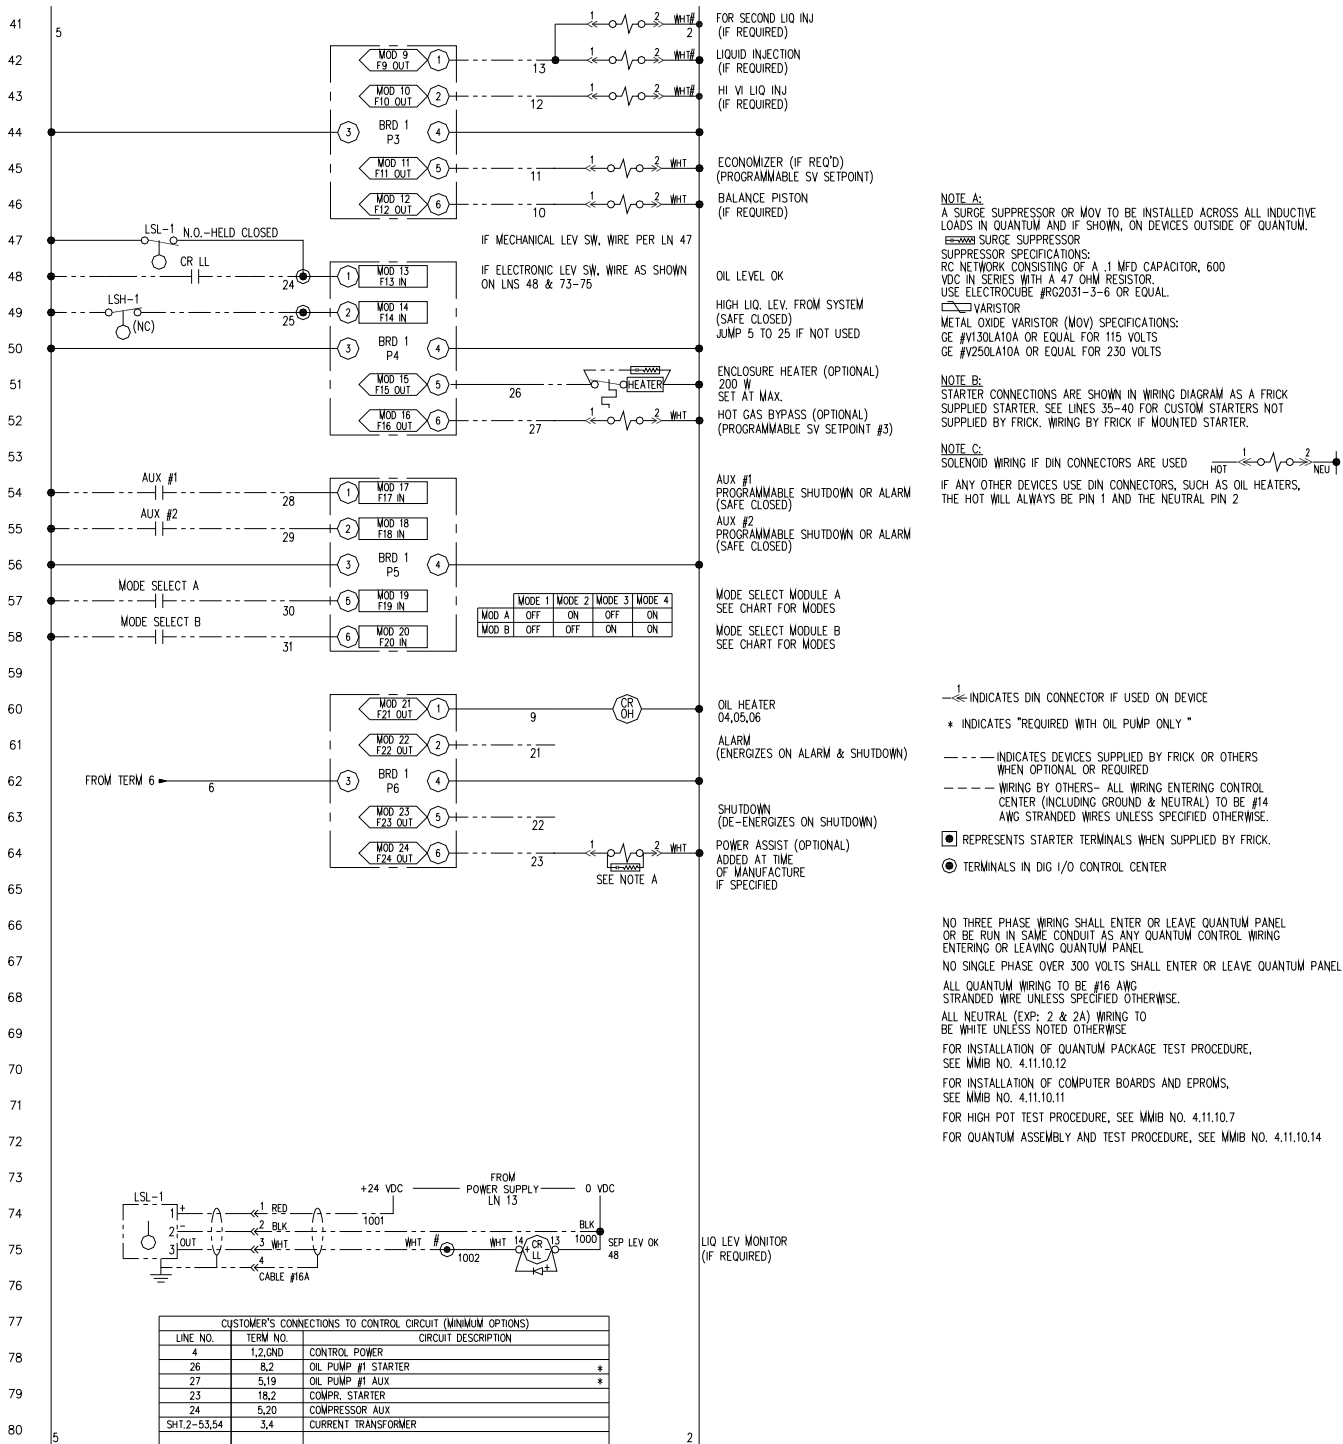 41
5
1
2
WHT#
2
FOR SECOND LIQ INJ
(IF REQUIRED)
42
MOD 9
F9 OUT
1
13
1
2
WHT#
LIQUID INJECTION
(IF REQUIRED)
43
MOD 10
F10 OUT
2
12
1
2
WHT#
HI VI LIQ INJ
(IF REQUIRED)
44
3
BRD 1
P3
4
45
MOD 11
F11 OUT
5
11
1
2
WHT
ECONOMIZER (IF REQ'D)
(PROGRAMMABLE SV SETPOINT)
46
MOD 12
F12 OUT
6
10
1
2
WHT
BALANCE PISTON
(IF REQUIRED)
47
LSL-1
N.O.-HELD CLOSED
IF MECHANICAL LEV SW, WIRE PER LN 47
48
CR LL
24
1
MOD 13
F13 IN
IF ELECTRONIC LEV SW, WIRE AS SHOWN
ON LNS 48 & 73-75
OIL LEVEL OK
49
LSH-1
(NC)
25
2
MOD 14
F14 IN
HIGH LIQ. LEV. FROM SYSTEM
(SAFE CLOSED)
JUMP 5 TO 25 IF NOT USED
50
3
BRD 1
P4
4
51
MOD 15
F15 OUT
5
26
HEATER
ENCLOSURE HEATER (OPTIONAL)
200 W
SET AT MAX.
52
MOD 16
F16 OUT
6
27
1
2
WHT
HOT GAS BYPASS (OPTIONAL)
(PROGRAMMABLE SV SETPOINT #3)
53
54
AUX #1
28
1
MOD 17
F17 IN
AUX #1
PROGRAMMABLE SHUTDOWN OR ALARM
(SAFE CLOSED)
55
AUX #2
29
2
MOD 18
F18 IN
AUX #2
PROGRAMMABLE SHUTDOWN OR ALARM
(SAFE CLOSED)
56
3
BRD 1
P5
4
57
MODE SELECT A
30
5
MOD 19
F19 IN
MODE SELECT MODULE A
SEE CHART FOR MODES
58
MODE SELECT B
31
6
MOD 20
F20 IN
MODE SELECT MODULE B
SEE CHART FOR MODES
MODE 1 MODE 2 MODE 3 MODE 4
MOD A OFF ON OFF ON
MOD B OFF OFF ON ON
59
60
MOD 21
F21 OUT
1
9
CR
OH
OIL HEATER
04,05,06
61
MOD 22
F22 OUT
2
21
ALARM
(ENERGIZES ON ALARM & SHUTDOWN)
62
FROM TERM 6
6
3
BRD 1
P6
4
63
MOD 23
F23 OUT
5
22
SHUTDOWN
(DE-ENERGIZES ON SHUTDOWN)
64
MOD 24
F24 OUT
6
23
1
2
WHT
SEE NOTE A
POWER ASSIST (OPTIONAL)
ADDED AT TIME
OF MANUFACTURE
IF SPECIFIED
65
66
67
68
69
70
71
72
NOTE A:
A SURGE SUPPRESSOR OR MOV TO BE INSTALLED ACROSS ALL INDUCTIVE
LOADS IN QUANTUM AND IF SHOWN, ON DEVICES OUTSIDE OF QUANTUM.
SURGE SUPPRESSOR
SUPPRESSOR SPECIFICATIONS:
RC NETWORK CONSISTING OF A .1 MFD CAPACITOR, 600
VDC IN SERIES WITH A 47 OHM RESISTOR.
USE ELECTROCUBE #RG2031-3-6 OR EQUAL.
VARISTOR
METAL OXIDE VARISTOR (MOV) SPECIFICATIONS:
GE #V130LA10A OR EQUAL FOR 115 VOLTS
GE #V250LA10A OR EQUAL FOR 230 VOLTS
NOTE B:
STARTER CONNECTIONS ARE SHOWN IN WIRING DIAGRAM AS A FRICK
SUPPLIED STARTER. SEE LINES 35-40 FOR CUSTOM STARTERS NOT
SUPPLIED BY FRICK. WIRING BY FRICK IF MOUNTED STARTER.
NOTE C:
SOLENOID WIRING IF DIN CONNECTORS ARE USED
HOT
1
2
NEU
IF ANY OTHER DEVICES USE DIN CONNECTORS, SUCH AS OIL HEATERS,
THE HOT WILL ALWAYS BE PIN 1 AND THE NEUTRAL PIN 2
1
INDICATES DIN CONNECTOR IF USED ON DEVICE
* INDICATES "REQUIRED WITH OIL PUMP ONLY "
INDICATES DEVICES SUPPLIED BY FRICK OR OTHERS
WHEN OPTIONAL OR REQUIRED
WIRING BY OTHERS- ALL WIRING ENTERING CONTROL
CENTER (INCLUDING GROUND & NEUTRAL) TO BE #14
AWG STRANDED WIRES UNLESS SPECIFIED OTHERWISE.
REPRESENTS STARTER TERMINALS WHEN SUPPLIED BY FRICK.
TERMINALS IN DIG I/O CONTROL CENTER
NO THREE PHASE WIRING SHALL ENTER OR LEAVE QUANTUM PANEL
OR BE RUN IN SAME CONDUIT AS ANY QUANTUM CONTROL WIRING
ENTERING OR LEAVING QUANTUM PANEL
NO SINGLE PHASE OVER 300 VOLTS SHALL ENTER OR LEAVE QUANTUM PANEL
ALL QUANTUM WIRING TO BE #16 AWG
STRANDED WIRE UNLESS SPECIFIED OTHERWISE.
ALL NEUTRAL (EXP: 2 & 2A) WIRING TO
BE WHITE UNLESS NOTED OTHERWISE
FOR INSTALLATION OF QUANTUM PACKAGE TEST PROCEDURE,
SEE MMIB NO. 4.11.10.12
FOR INSTALLATION OF COMPUTER BOARDS AND EPROMS,
SEE MMIB NO. 4.11.10.11
FOR HIGH POT TEST PROCEDURE, SEE MMIB NO. 4.11.10.7
FOR QUANTUM ASSEMBLY AND TEST PROCEDURE, SEE MMIB NO. 4.11.10.14
73
+24 VDC
FROM
POWER SUPPLY
LN 13
0 VDC
74
LSL-1
1
+
1
RED
1001
2
-
2
BLK
BLK
1000
75
3
OUT
3
WHT
WHT #
1002
WHT
14
+
CR
LL
-
13
+
SEP LEV OK
48
LIQ LEV MONITOR
(IF REQUIRED)
4
CABLE #16A
76
77
78
79
80
CUSTOMER'S CONNECTIONS TO CONTROL CIRCUIT (MINIMUM OPTIONS)
LINE NO. TERM NO. CIRCUIT DESCRIPTION
4 1,2,GND CONTROL POWER
26 8,2 OIL PUMP #1 STARTER *
27 5,19 OIL PUMP #1 AUX *
23 18,2 COMPR. STARTER
24 5,20 COMPRESSOR AUX
SHT.2-53,54 3,4 CURRENT TRANSFORMER
5
2